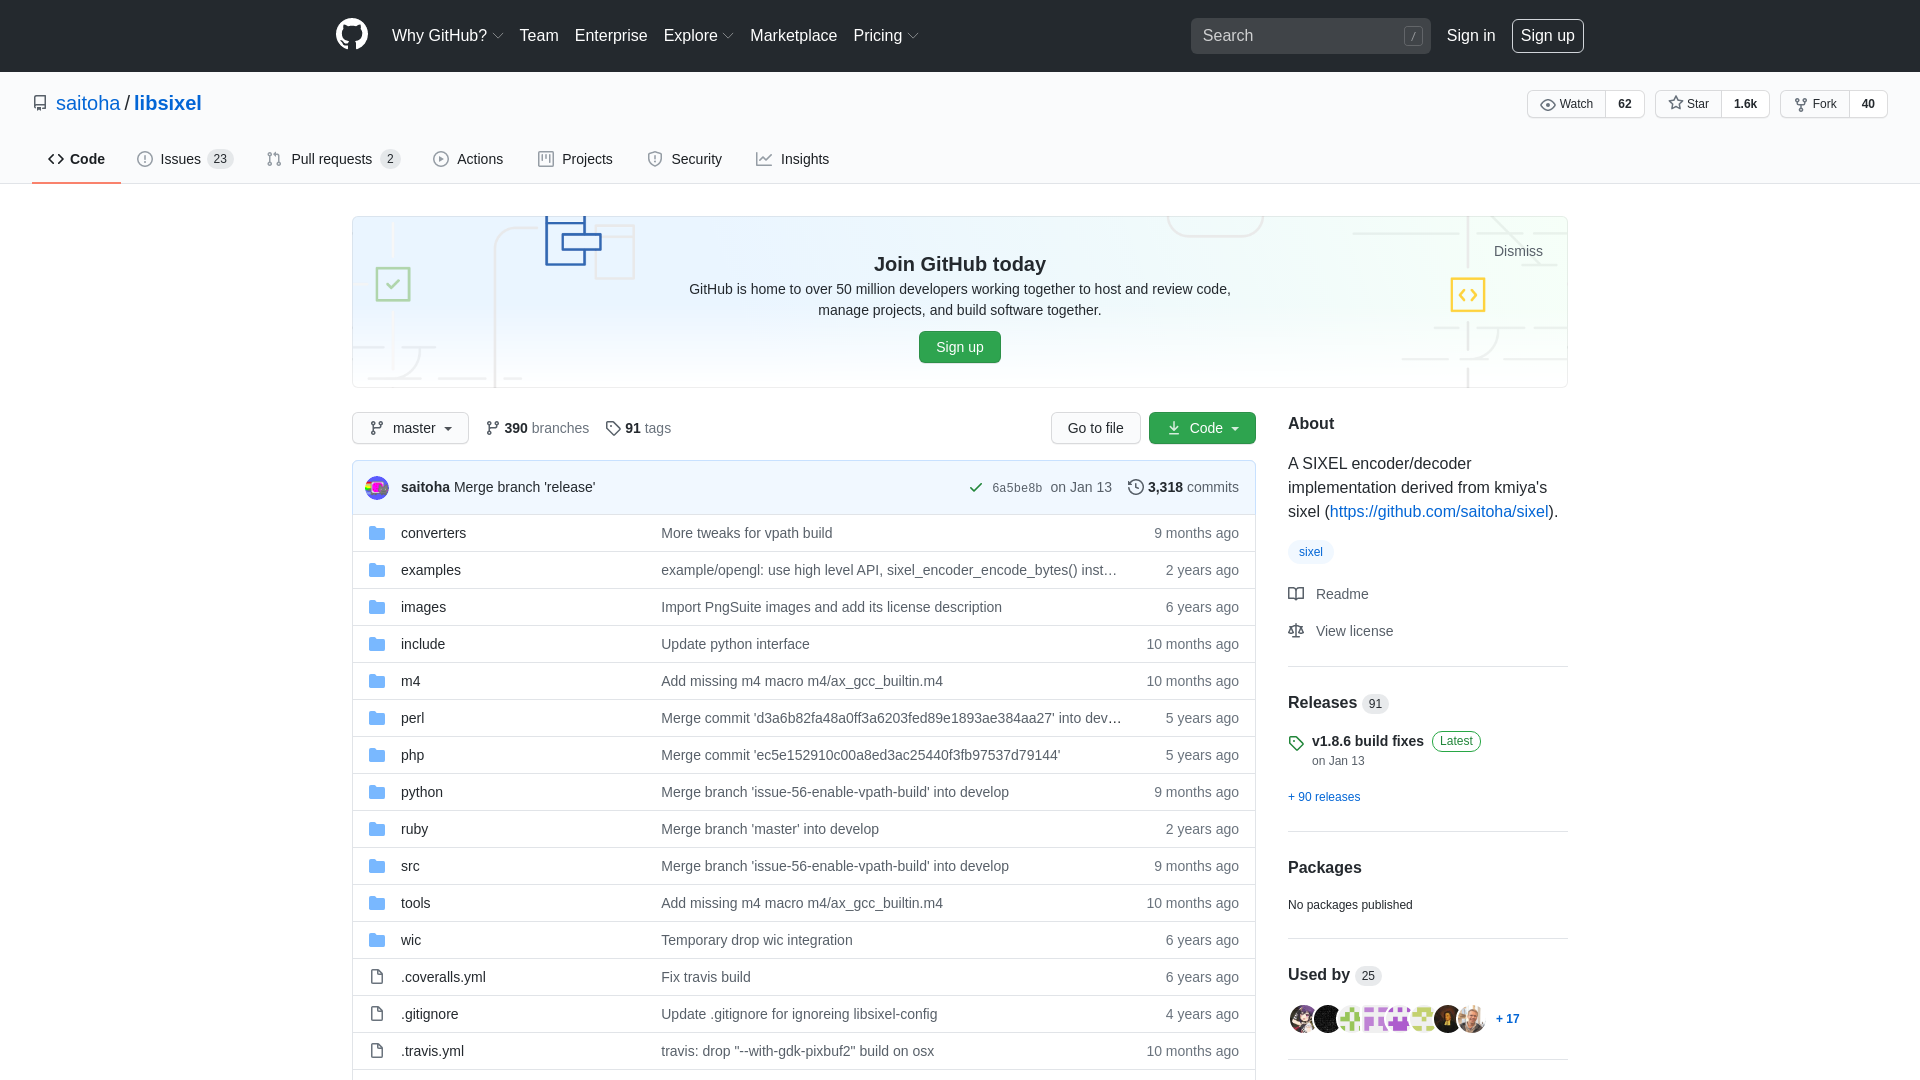 Why GitHub? Team Enterprise Explore Marketplace Pricing Search / Sign in Sign up
saitoha / libsixel Watch 62 Star 1.6k Fork 40
Code Issues 23 Pull requests 2 Actions Projects Security Insights
Dismiss
Join GitHub today
GitHub is home to over 50 million developers working together to host and review code,
manage projects, and build software together.
Sign up
master 390 branches 91 tags Go to file Code
saitoha Merge branch 'release' 6a5be8b on Jan 13 3,318 commits
converters More tweaks for vpath build 9 months ago
examples example/opengl: use high level API, sixel_encoder_encode_bytes() inst… 2 years ago
images Import PngSuite images and add its license description 6 years ago
include Update python interface 10 months ago
m4 Add missing m4 macro m4/ax_gcc_builtin.m4 10 months ago
perl Merge commit 'd3a6b82fa48a0ff3a6203fed89e1893ae384aa27' into dev… 5 years ago
php Merge commit 'ec5e152910c00a8ed3ac25440f3fb97537d79144' 5 years ago
python Merge branch 'issue-56-enable-vpath-build' into develop 9 months ago
ruby Merge branch 'master' into develop 2 years ago
src Merge branch 'issue-56-enable-vpath-build' into develop 9 months ago
tools Add missing m4 macro m4/ax_gcc_builtin.m4 10 months ago
wic Temporary drop wic integration 6 years ago
.coveralls.yml Fix travis build 6 years ago
.gitignore Update .gitignore for ignoreing libsixel-config 4 years ago
.travis.yml travis: drop "--with-gdk-pixbuf2" build on osx 10 months ago
About
A SIXEL encoder/decoder
implementation derived from kmiya's
sixel (https://github.com/saitoha/sixel).
sixel
Readme
View license
Releases 91
v1.8.6 build fixes Latest
on Jan 13
+ 90 releases
Packages
No packages published
Used by 25
+ 17